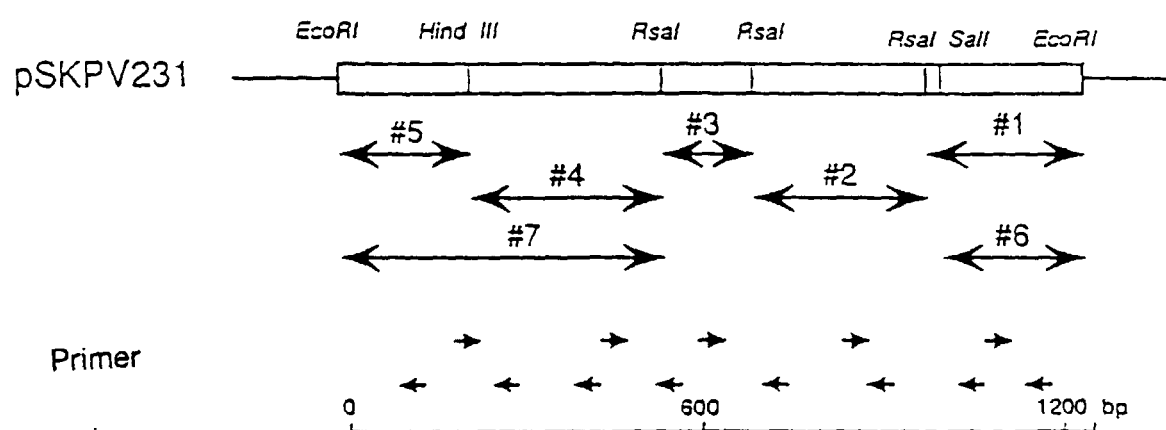 EcoRI Hind III RsaI RsaI RsaI SalI EcoRI
pSKPV231
#5 #3 #1
#4 #2
#7 #6
Primer
0 600 1200 bp